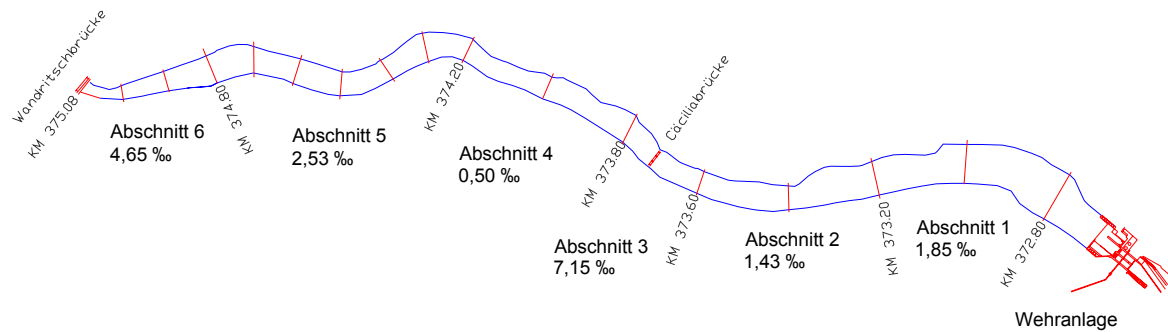 Wandritschbrücke
KM 375.08
Abschnitt 6
4,65 ‰
KM 374.80
Abschnitt 5
2,53 ‰
KM 374.20
Abschnitt 4
0,50 ‰
KM 373.80
Cäciliabrücke
Abschnitt 3
7,15 ‰
KM 373.60
Abschnitt 2
1,43 ‰
KM 373.20
Abschnitt 1
1,85 ‰
KM 372.80
Wehranlage